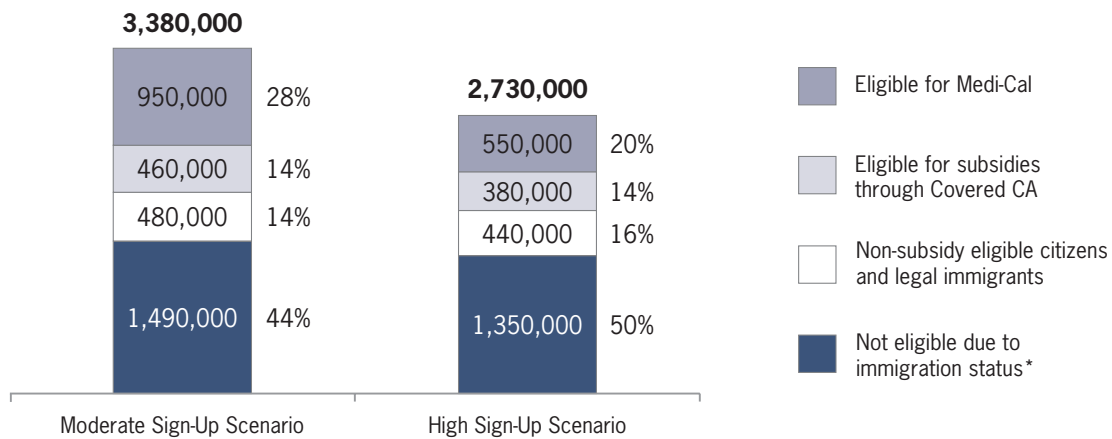 3,380,000
950,000 28%
460,000 14%
480,000 14%
1,490,000 44%
2,730,000
550,000 20%
380,000 14%
440,000 16%
1,350,000 50%
Moderate Sign-Up Scenario
High Sign-Up Scenario
Eligible for Medi-Cal
Eligible for subsidies
through Covered CA
Non-subsidy eligible citizens
and legal immigrants
Not eligible due to
immigration status*